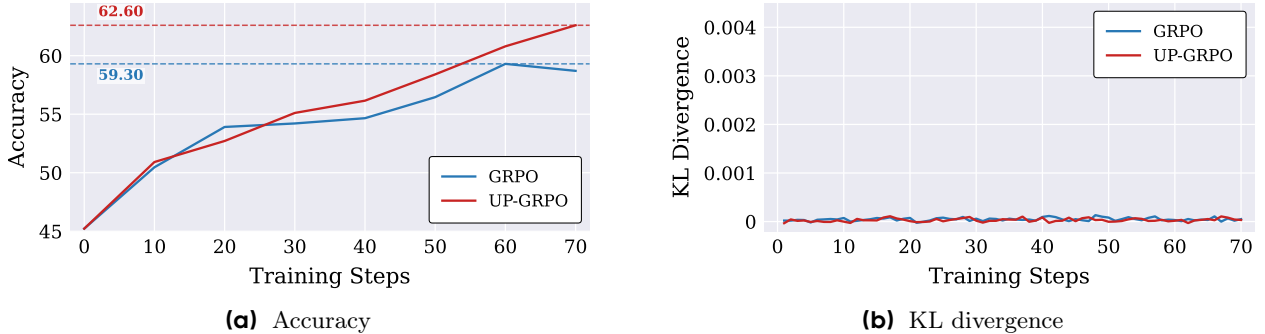 62.60
59.30
60
55
50
45
Accuracy
0 10 20 30 40 50 60 70
Training Steps
GRPO
UP-GRPO
(a) Accuracy
0.004
0.003
0.002
0.001
0
KL Divergence
0 10 20 30 40 50 60 70
Training Steps
GRPO
UP-GRPO
(b) KL divergence